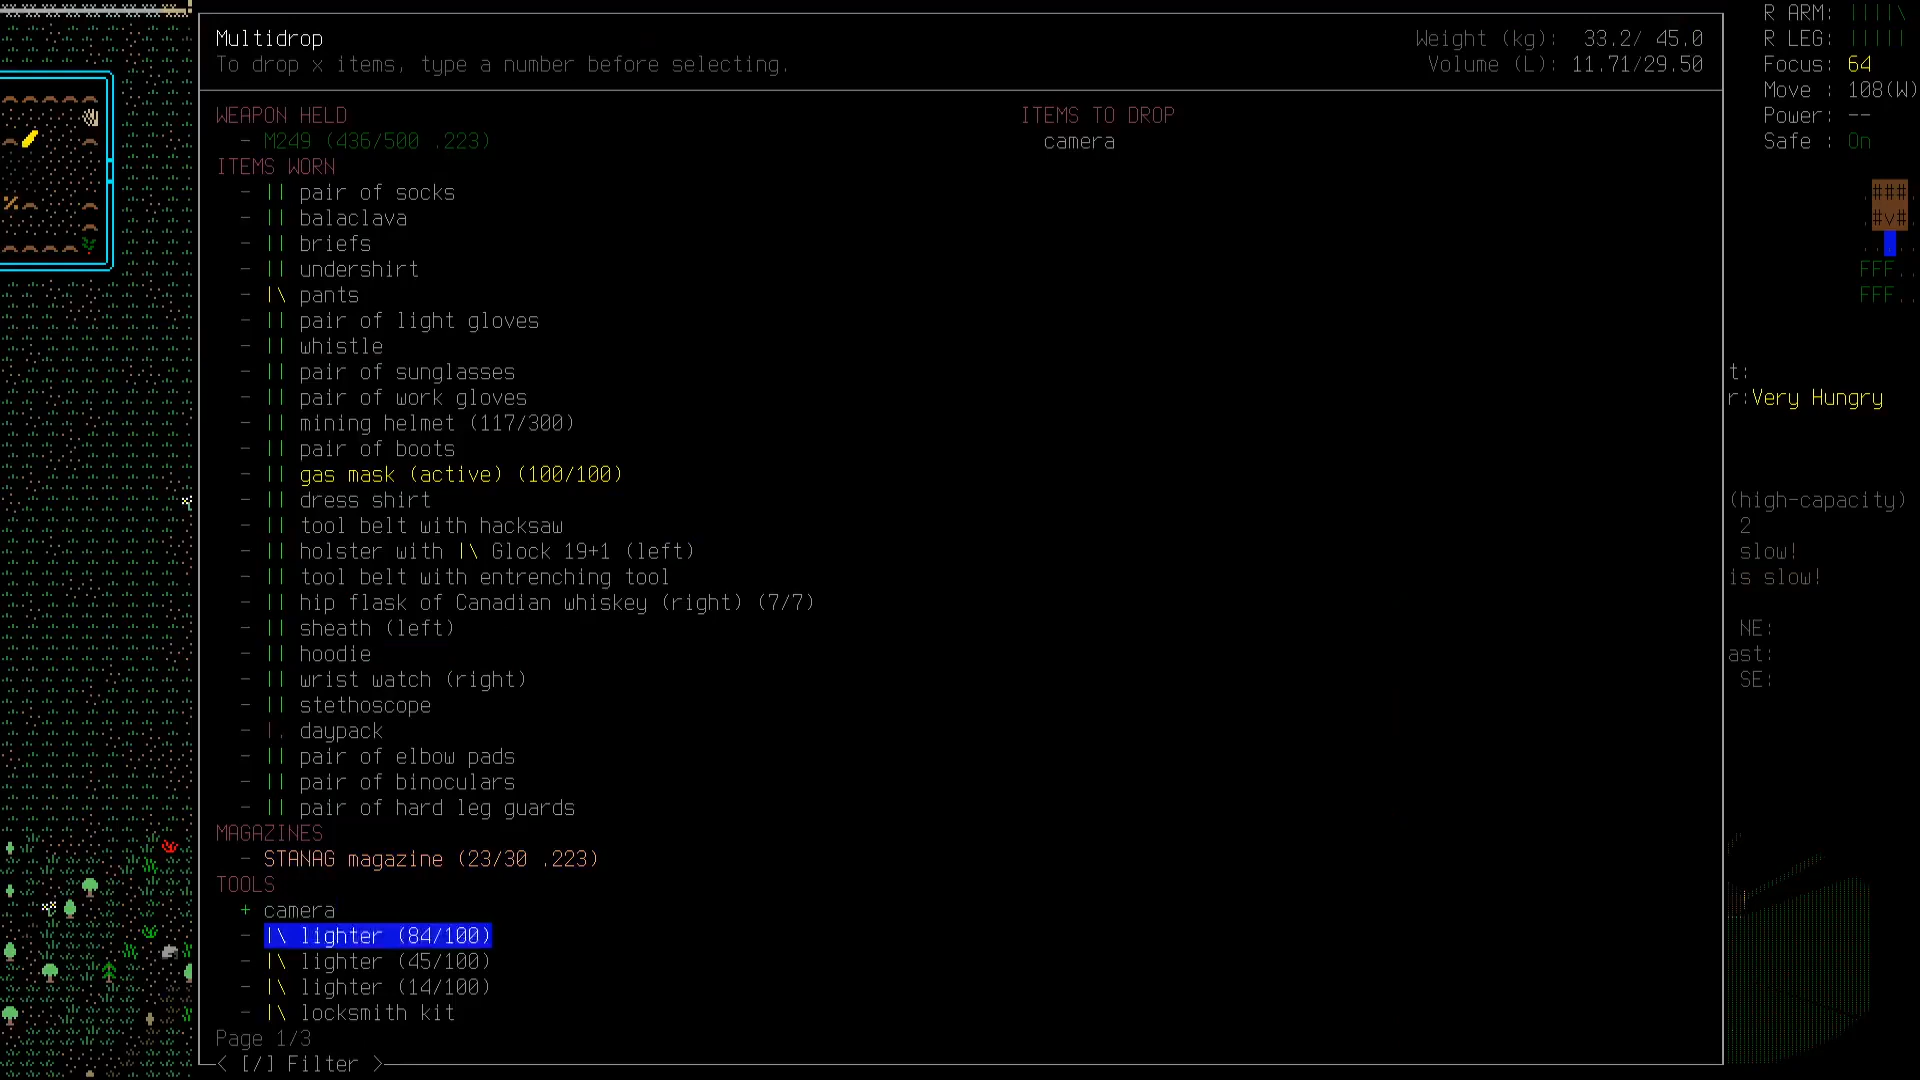 Multidrop
To drop x items, type a number before selecting.
Weight (kg): 33.2/ 45.0
Volume (L): 11.71/29.50
WEAPON HELD
- M249 (436/500 .223)
ITEMS WORN
- || pair of socks
- || balaclava
- || briefs
- || undershirt
- |\ pants
- || pair of light gloves
- || whistle
- || pair of sunglasses
- || pair of work gloves
- || mining helmet (117/300)
- || pair of boots
- || gas mask (active) (100/100)
- || dress shirt
- || tool belt with hacksaw
- || holster with |\ Glock 19+1 (left)
- || tool belt with entrenching tool
- || hip flask of Canadian whiskey (right) (7/7)
- || sheath (left)
- || hoodie
- || wrist watch (right)
- || stethoscope
- |. daypack
- || pair of elbow pads
- || pair of binoculars
- || pair of hard leg guards
MAGAZINES
- STANAG magazine (23/30 .223)
TOOLS
+ camera
- |\ lighter (84/100)
- |\ lighter (45/100)
- |\ lighter (14/100)
- |\ locksmith kit
Page 1/3
< [/] Filter >
ITEMS TO DROP
camera
R ARM: ||||\
R LEG: |||||
Focus: 64
Move : 108(W)
Power: --
Safe : On
###
#v#
FFF..
FFF..
t:
r:Very Hungry
(high-capacity)
2
slow!
is slow!
NE:
ast:
SE: